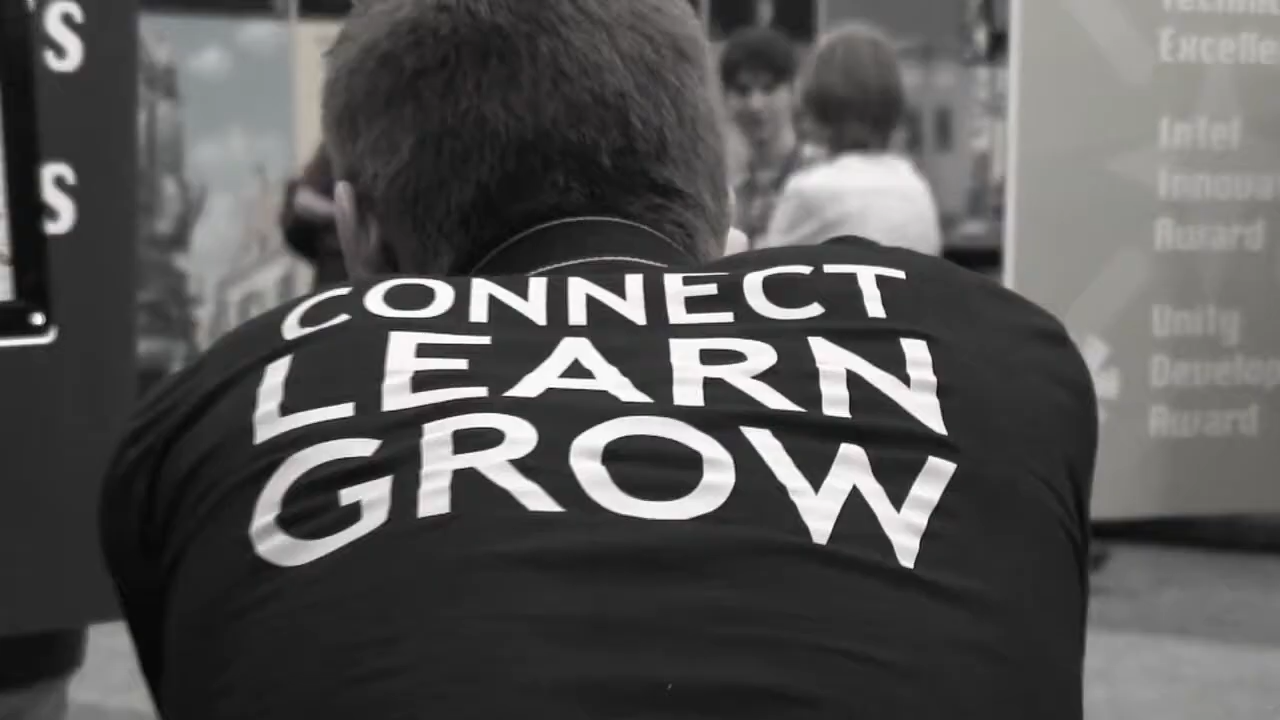 CONNECT
LEARN
GROW
'S
S
Excelle
Intel
Innova
Award
Unity
Develop
Award